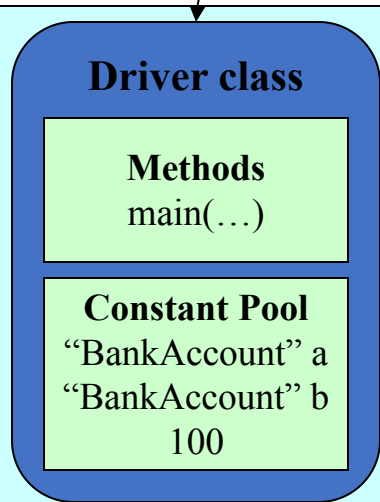 Driver class
Methods
main(…)
Constant Pool
“BankAccount” a
“BankAccount” b
100